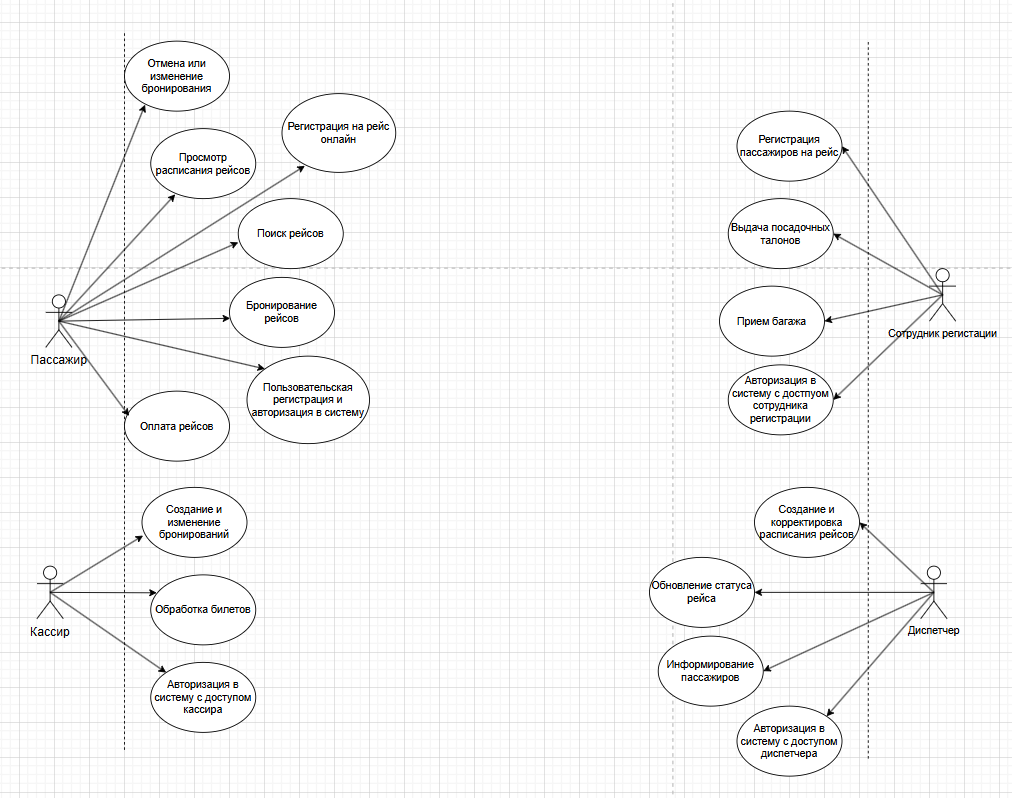 Отмена или
изменение
бронирования
Просмотр
расписания рейсов
Регистрация на рейс
онлайн
Поиск рейсов
Бронирование
рейсов
Пассажир
Пользовательская
регистрация и
авторизация в систему
Оплата рейсов
Создание и
изменение
бронирований
Обработка билетов
Кассир
Авторизация в
систему с доступом
кассира
Регистрация
пассажиров на рейс
Выдача посадочных
талонов
Прием багажа
Сотрудник регистации
Авторизация в
систему с достпуом
сотрудника
регистрации
Создание и
корректировка
расписания рейсов
Обновление статуса
рейса
Диспетчер
Информирование
пассажиров
Авторизация в
систему с доступом
диспетчера